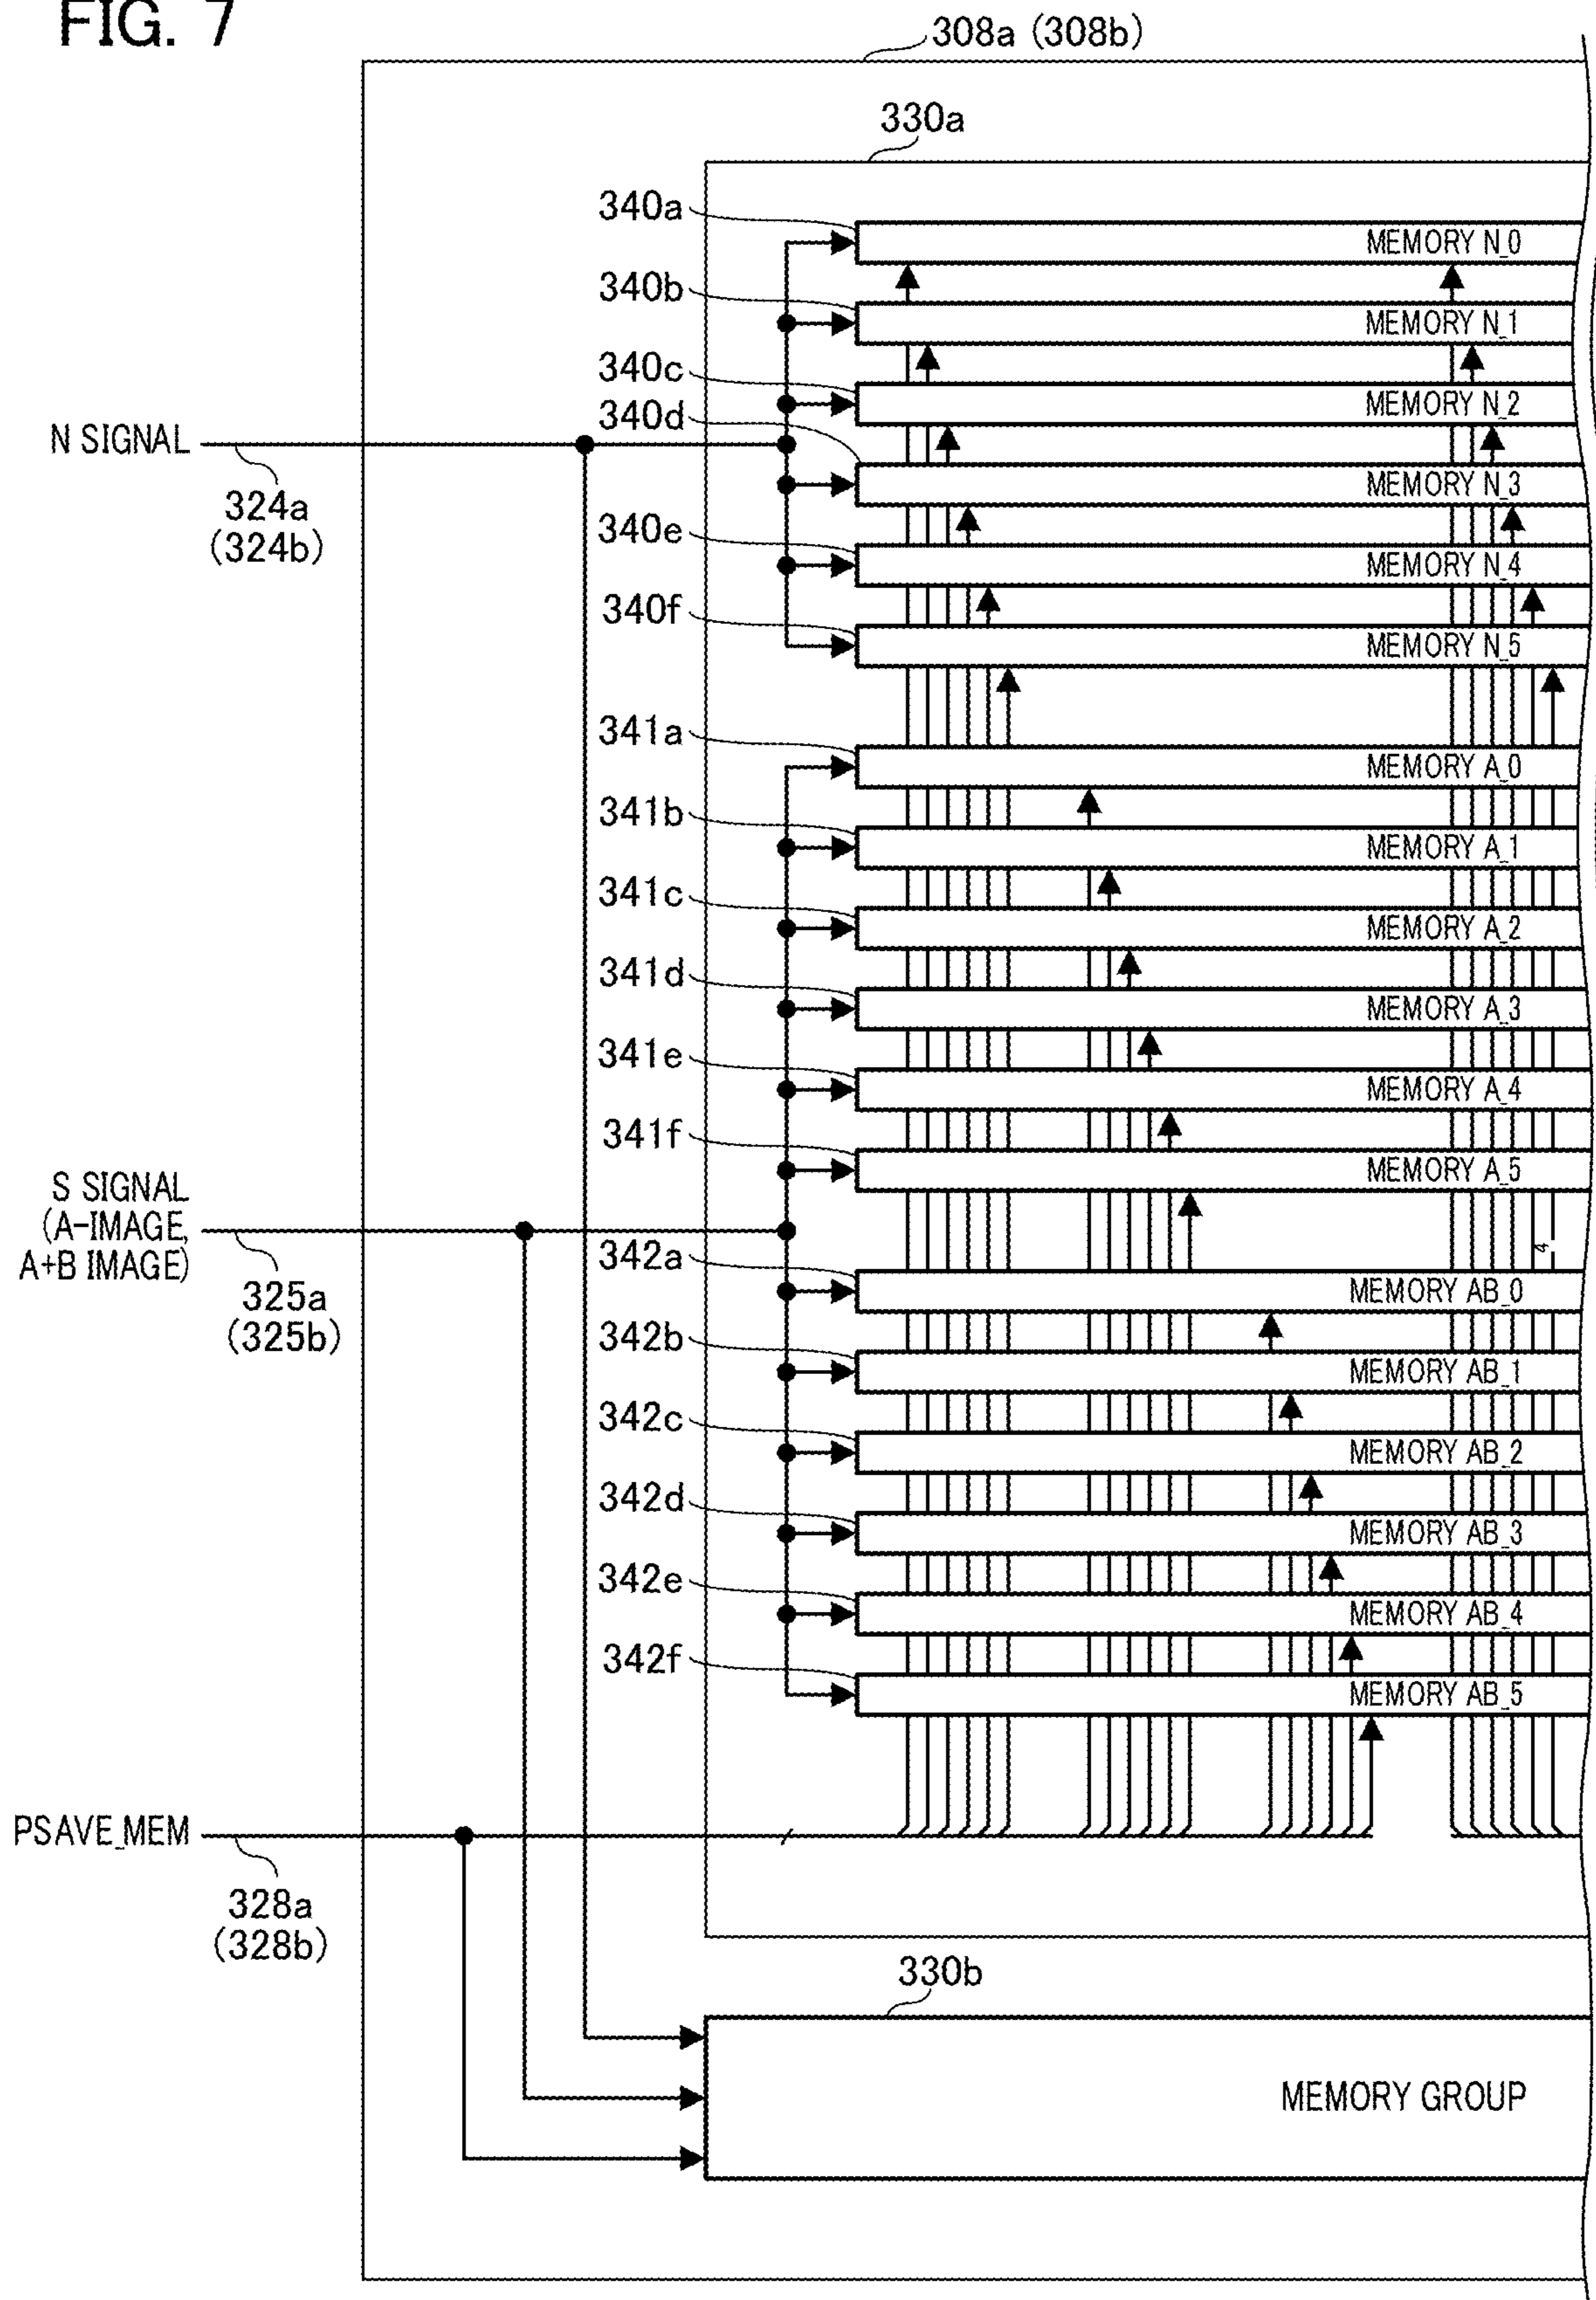 FIG. 7
308a (308b)
330a
340a
MEMORY N_0
340b
MEMORY N_1
340c
MEMORY N_2
340d
N SIGNAL
MEMORY N_3
324a
(324b)
340e
MEMORY N_4
340f
MEMORY N_5
341a
MEMORY A_0
341b
MEMORY A_1
341c
MEMORY A_2
341d
MEMORY A_3
341e
MEMORY A_4
341f
MEMORY A_5
S SIGNAL
(A-IMAGE,
A+B IMAGE)
325a
(325b)
4
342a
MEMORY AB_0
342b
MEMORY AB_1
342c
MEMORY AB_2
342d
MEMORY AB_3
342e
MEMORY AB_4
342f
MEMORY AB_5
PSAVE_MEM
328a
(328b)
330b
MEMORY GROUP